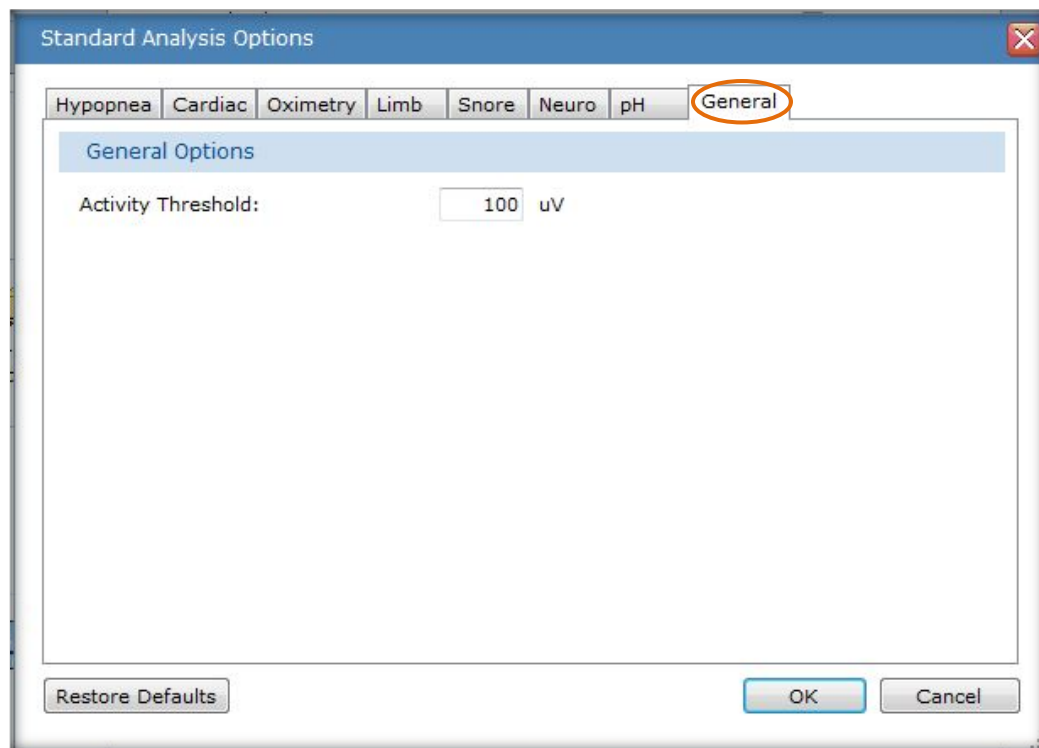 Standard Analysis Options
Hypopnea Cardiac Oximetry Limb Snore Neuro pH General
General Options
Activity Threshold: 100 uV
Restore Defaults OK Cancel